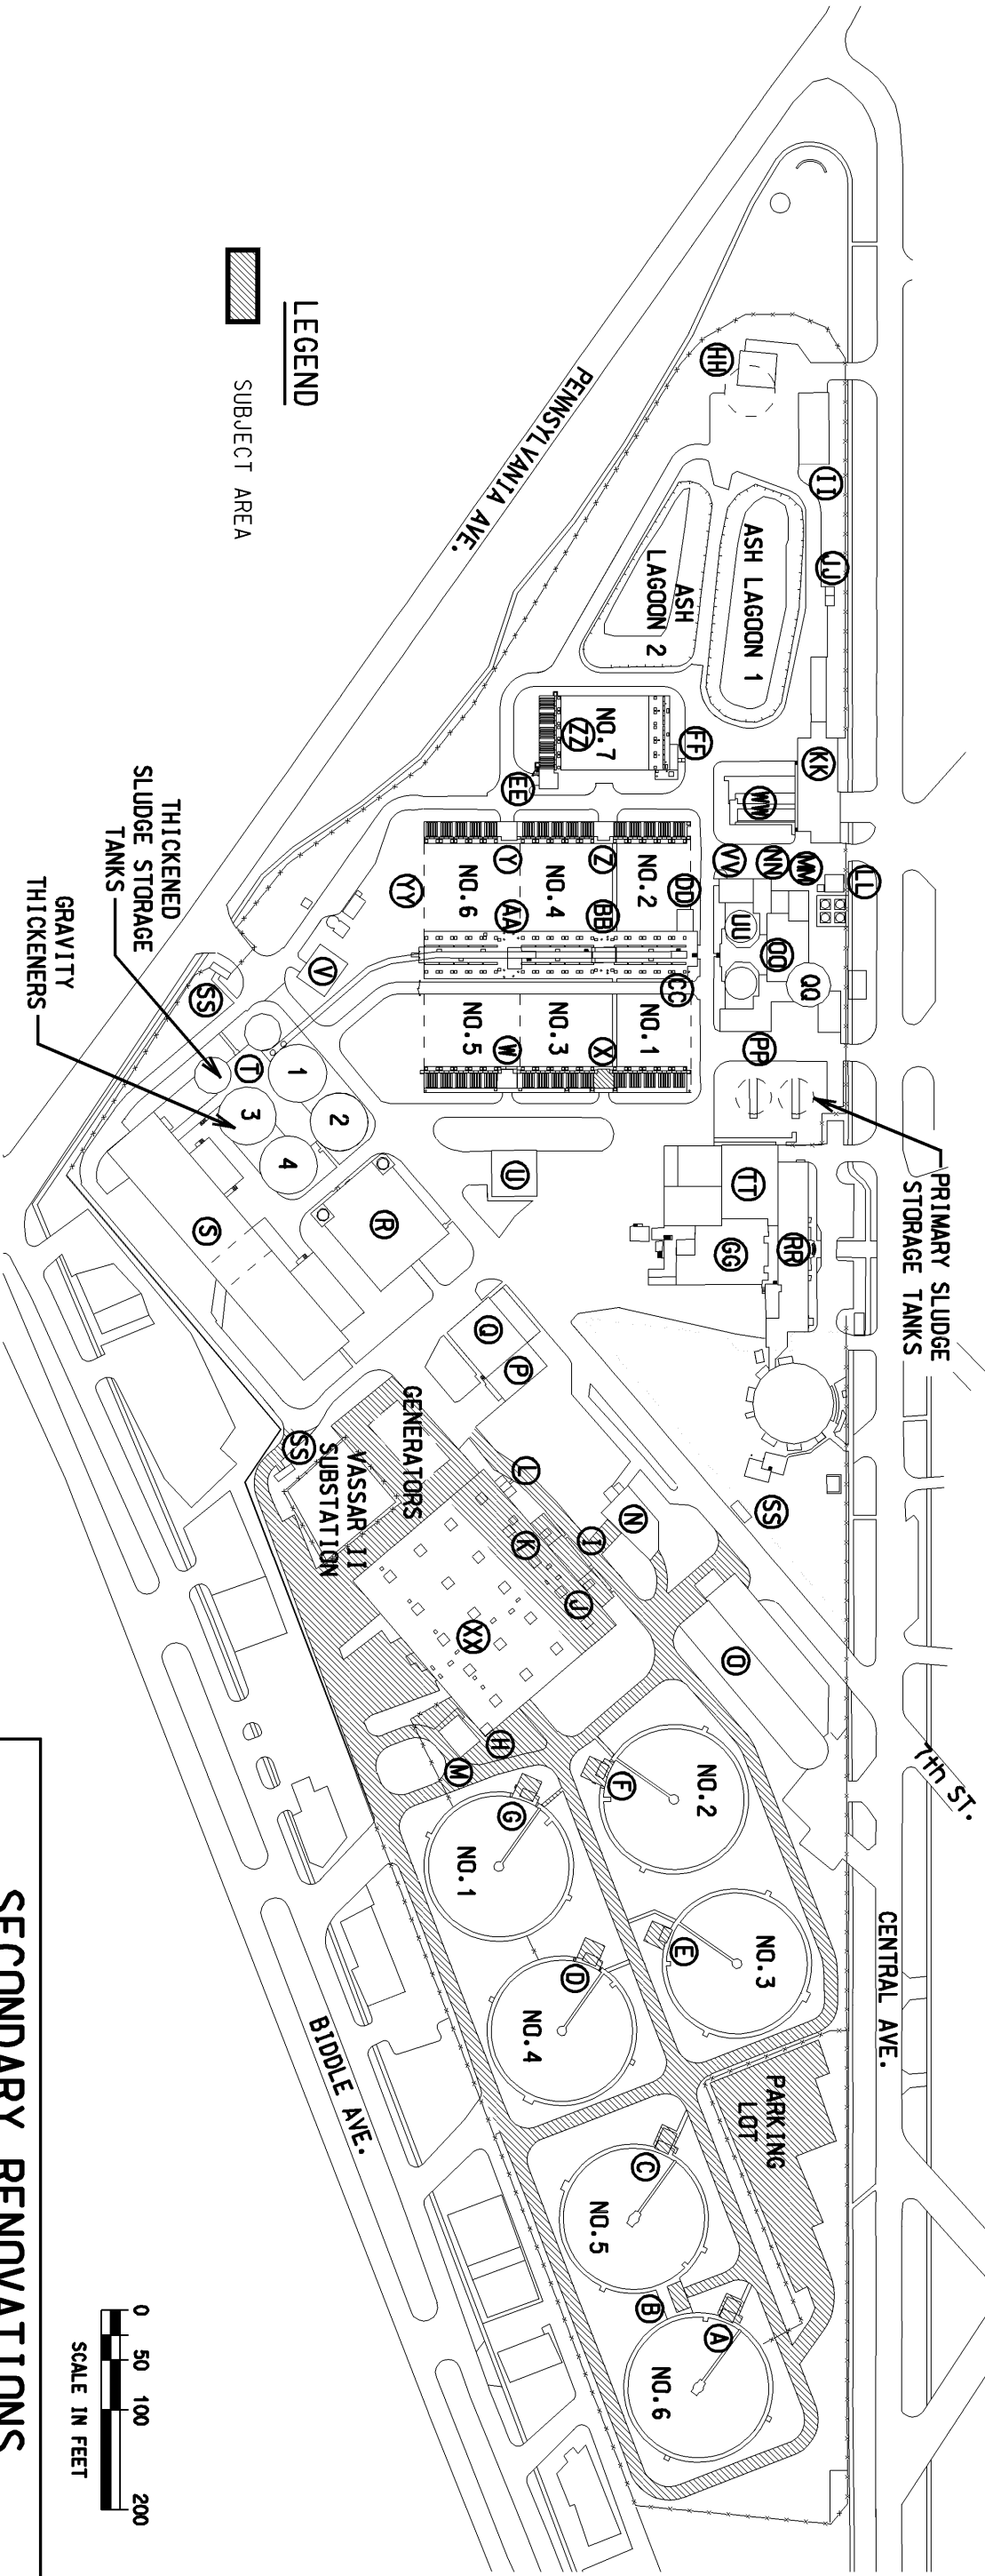 LEGEND
SUBJECT AREA
PENNSYLVANIA AVE.
HH
II
JJ
ASH LAGOON 1
ASH
LAGOON 2
KK
WW
LL
MM
NN
VV
UU
OO
QQ
PP
NO.7
ZZ
FF
EE
NO.2
NO.4
NO.6
DD
Z
Y
YY
BB
AA
CC
NO.1
NO.3
NO.5
X
W
V
SS
THICKENED
SLUDGE STORAGE
TANKS
GRAVITY
THICKENERS
T
1
2
3
4
S
R
U
TT
GG
RR
PRIMARY SLUDGE
STORAGE TANKS
Q
P
SS
SS
GENERATORS
VASSAR II
SUBSTATION
L
K
I
J
N
O
XX
H
M
G
F
NO.2
NO.1
7th ST.
CENTRAL AVE.
NO.3
E
D
NO.4
BIDDLE AVE.
PARKING
LOT
C
NO.5
B
A
NO.6
0 50 100 200
SCALE IN FEET
SECONDARY RENOVATIONS